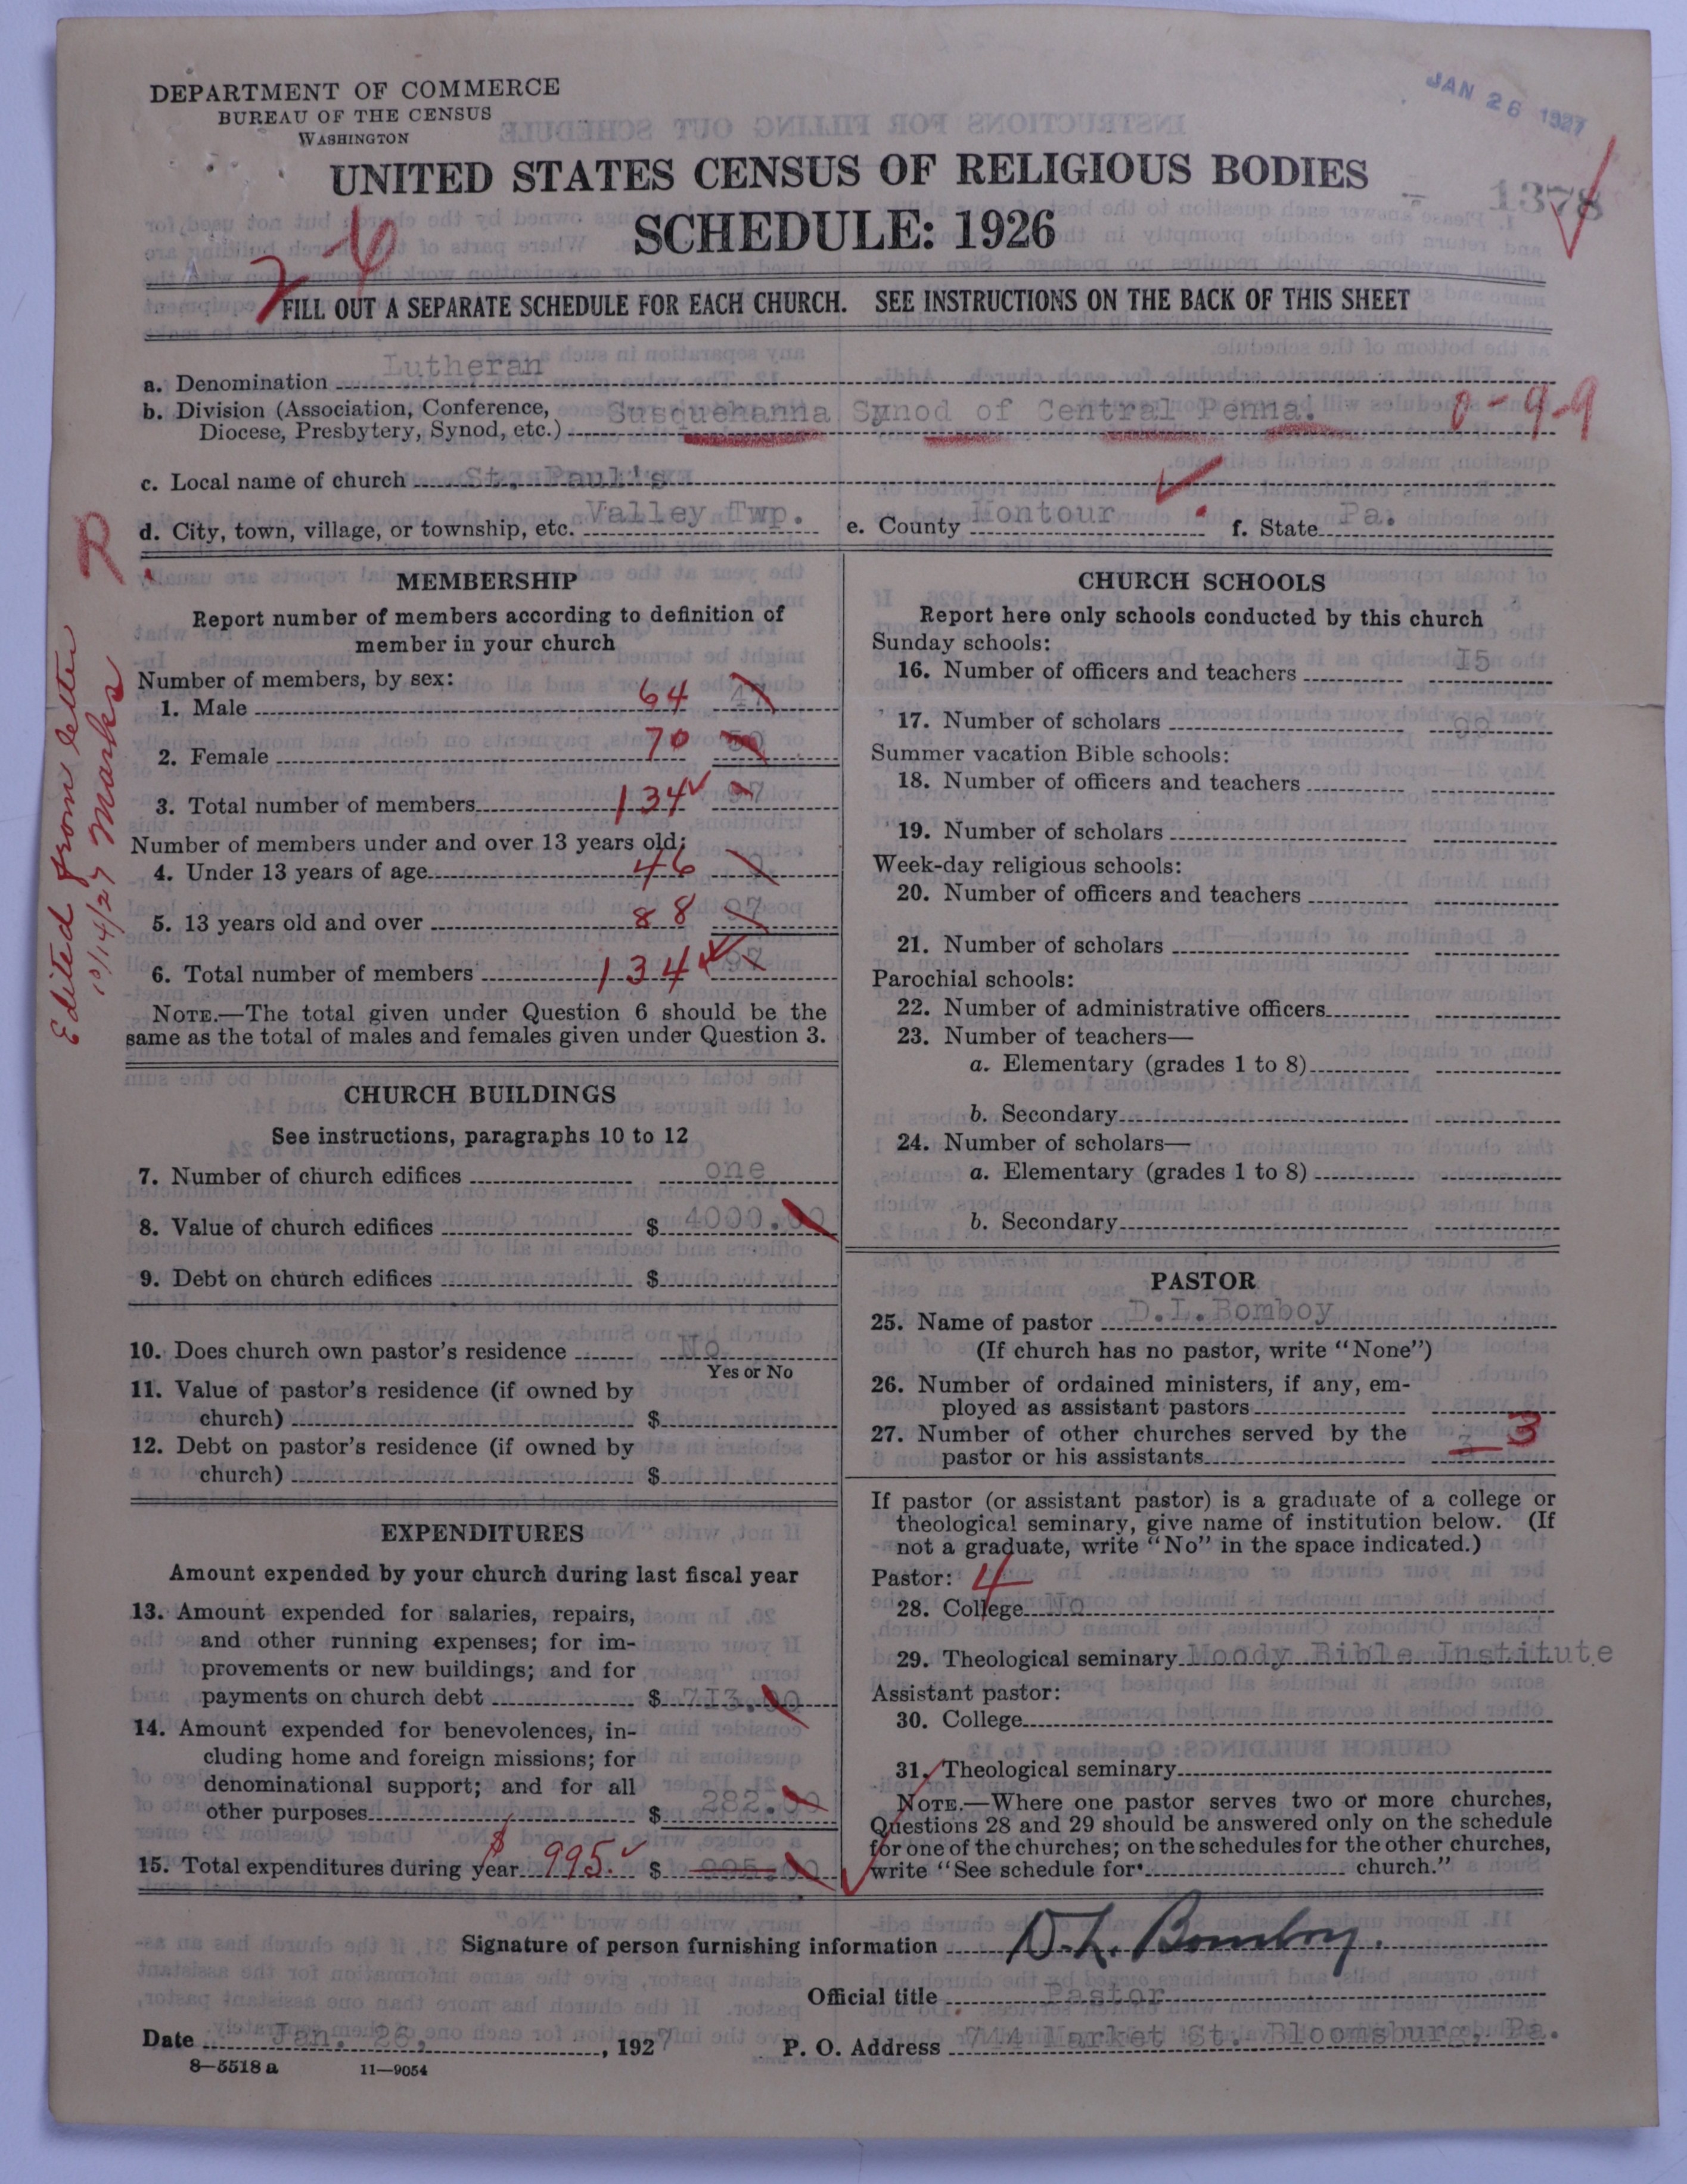 DEPARTMENT OF COMMERCE
BUREAU OF THE CENSUS
WASHINGTON
JAN 26 1927
UNITED STATES CENSUS OF RELIGIOUS BODIES
1378
SCHEDULE: 1926
FILL OUT A SEPARATE SCHEDULE FOR EACH CHURCH. SEE INSTRUCTIONS ON THE BACK OF THIS SHEET
a. Denomination Lutheran
b. Division (Association, Conference, Diocese, Presbytery, Synod, etc.) Susquehanna Synod of Central Penna. 0-9-9
c. Local name of church St. Paul's
d. City, town, village, or township, etc. Valley Twp. e. County Montour f. State Pa.
Edited from letter
10/14/27 Marks
MEMBERSHIP
Report number of members according to definition of
member in your church
Number of members, by sex:
1. Male 64 47
2. Female 70 50
3. Total number of members 134 97
Number of members under and over 13 years old:
4. Under 13 years of age 46
5. 13 years old and over 88 97
6. Total number of members 134 97
NOTE.—The total given under Question 6 should be the
same as the total of males and females given under Question 3.
CHURCH BUILDINGS
See instructions, paragraphs 10 to 12
7. Number of church edifices one
8. Value of church edifices $ 4000.00
9. Debt on church edifices $
10. Does church own pastor's residence No
Yes or No
11. Value of pastor's residence (if owned by
church) $
12. Debt on pastor's residence (if owned by
church) $
EXPENDITURES
Amount expended by your church during last fiscal year
13. Amount expended for salaries, repairs,
and other running expenses; for im-
provements or new buildings; and for
payments on church debt $ 713.00
14. Amount expended for benevolences, in-
cluding home and foreign missions; for
denominational support; and for all
other purposes $ 282.00
15. Total expenditures during year $ 995. $ 995.00
CHURCH SCHOOLS
Report here only schools conducted by this church
Sunday schools:
16. Number of officers and teachers I5
17. Number of scholars
Summer vacation Bible schools:
18. Number of officers and teachers
19. Number of scholars
Week-day religious schools:
20. Number of officers and teachers
21. Number of scholars
Parochial schools:
22. Number of administrative officers
23. Number of teachers—
a. Elementary (grades 1 to 8)
b. Secondary
24. Number of scholars—
a. Elementary (grades 1 to 8)
b. Secondary
PASTOR
25. Name of pastor D.L.Bomboy
(If church has no pastor, write "None")
26. Number of ordained ministers, if any, em-
ployed as assistant pastors
27. Number of other churches served by the
pastor or his assistants 3
If pastor (or assistant pastor) is a graduate of a college or
theological seminary, give name of institution below. (If
not a graduate, write "No" in the space indicated.)
Pastor: 4
28. College No
29. Theological seminary Moody Bible Institute
Assistant pastor:
30. College
31. Theological seminary
NOTE.—Where one pastor serves two or more churches,
Questions 28 and 29 should be answered only on the schedule
for one of the churches; on the schedules for the other churches,
write "See schedule for church."
Signature of person furnishing information D. L. Bomboy.
Official title Pastor
Date Jan. 26, 1927 P. O. Address 744 Market St. Bloomsburg, Pa.
8—5518 a 11—9054